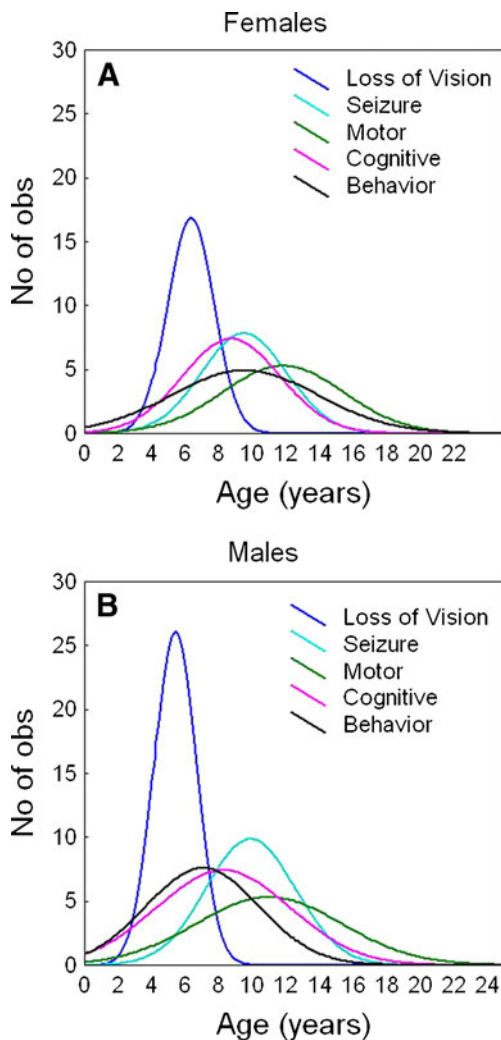 Females
A
30
25
20
15
10
5
0
No of obs
Loss of Vision
Seizure
Motor
Cognitive
Behavior
0 2 4 6 8 10 12 14 16 18 20 22
Age (years)
Males
B
30
25
20
15
10
5
0
No of obs
Loss of Vision
Seizure
Motor
Cognitive
Behavior
0 2 4 6 8 10 12 14 16 18 20 22 24
Age (years)